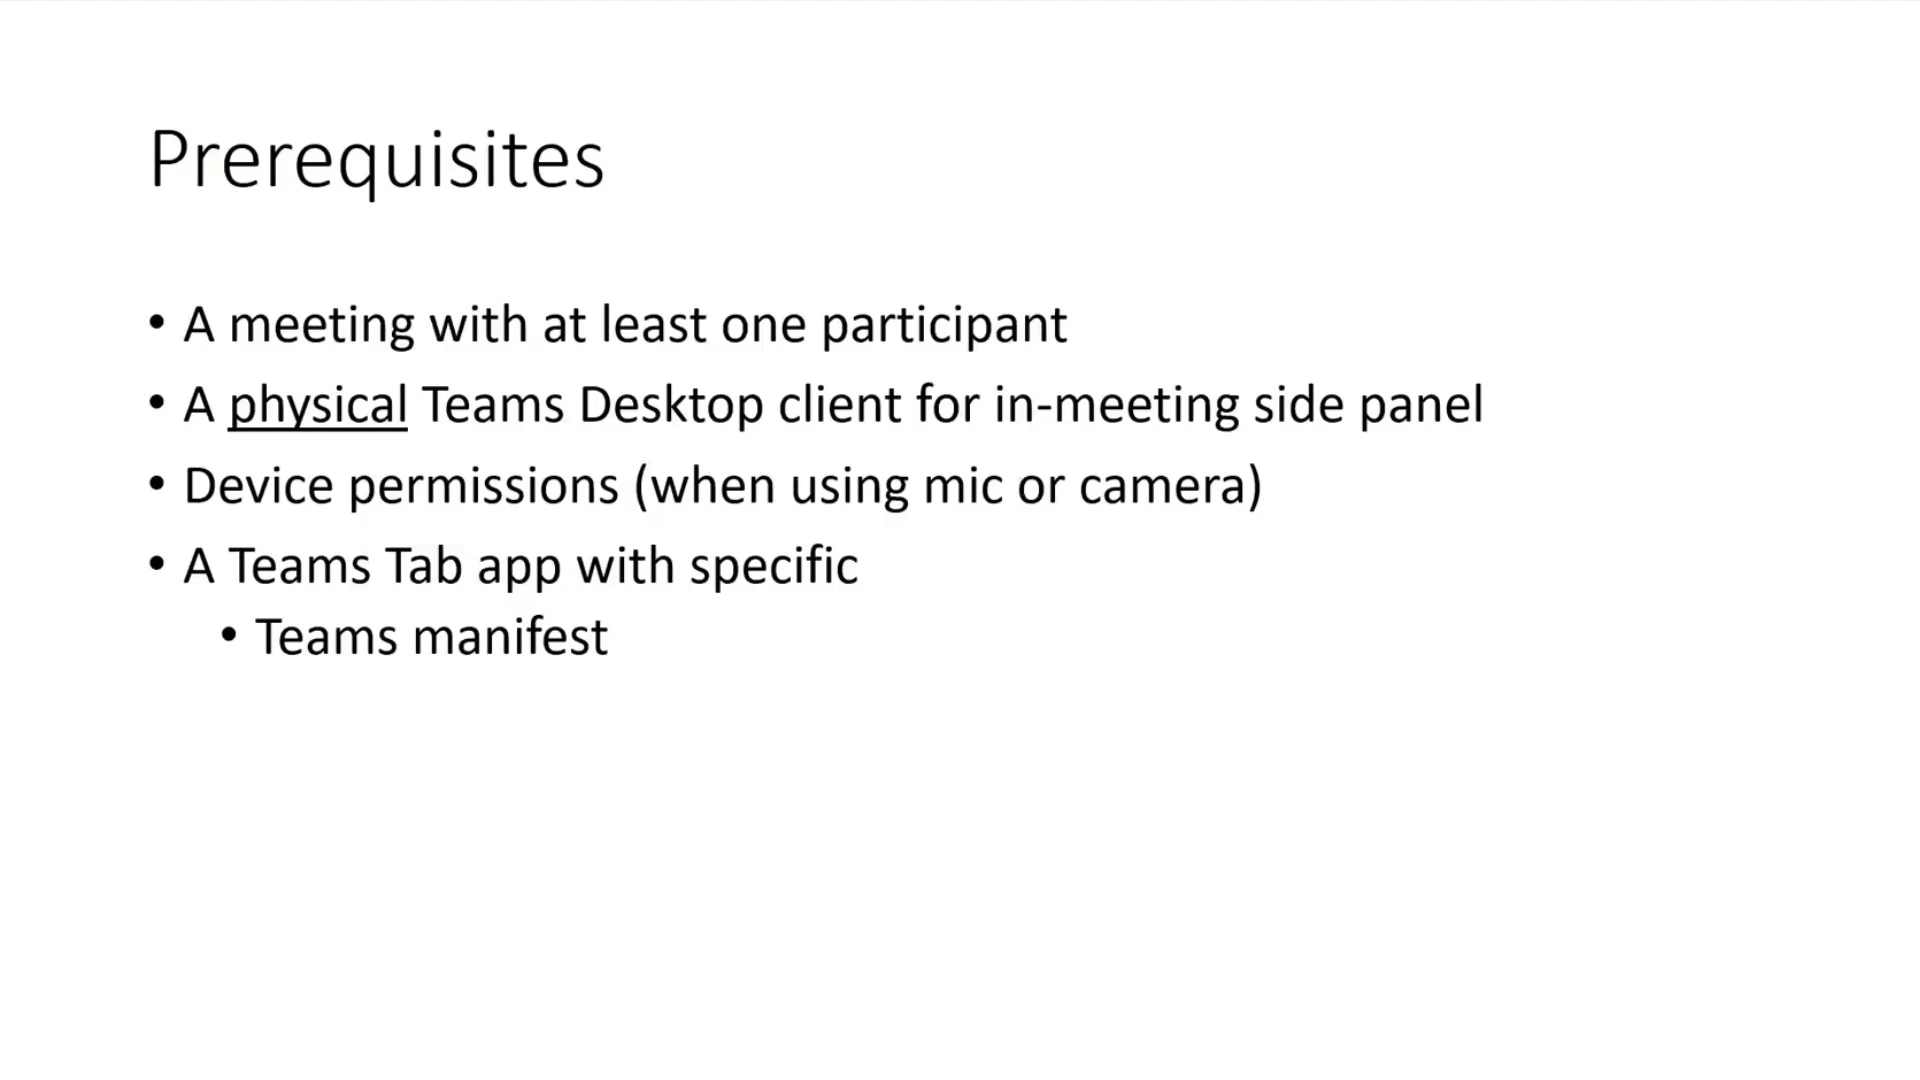 Prerequisites
• A meeting with at least one participant
• A physical Teams Desktop client for in-meeting side panel
• Device permissions (when using mic or camera)
• A Teams Tab app with specific
• Teams manifest